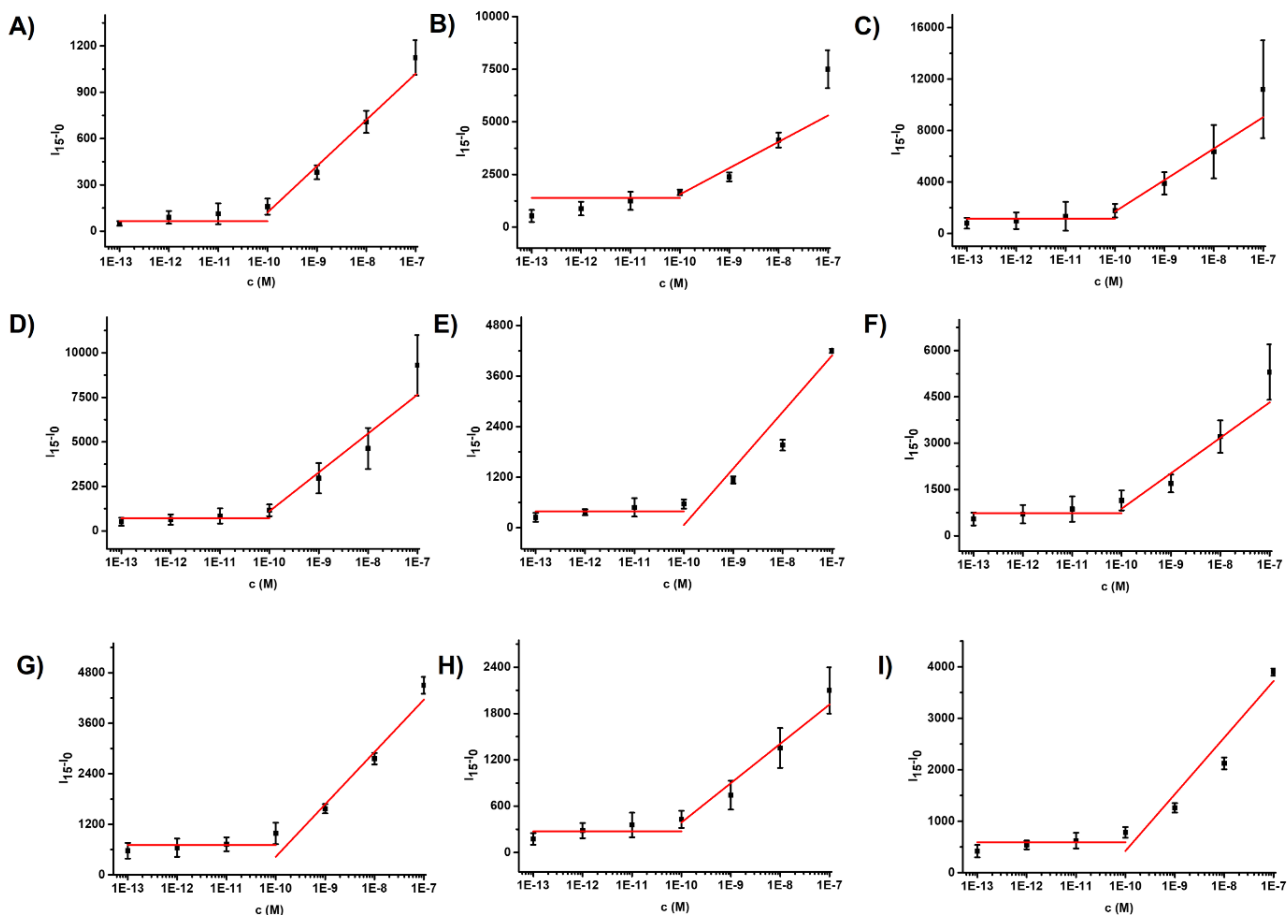 A)
1200
900
600
300
0
I15-I0
1E-13 1E-12 1E-11 1E-10 1E-9 1E-8 1E-7
c (M)
B)
10000
7500
5000
2500
0
I15-I0
1E-13 1E-12 1E-11 1E-10 1E-9 1E-8 1E-7
c (M)
C)
16000
12000
8000
4000
0
I15-I0
1E-13 1E-12 1E-11 1E-10 1E-9 1E-8 1E-7
c (M)
D)
10000
7500
5000
2500
0
I15-I0
1E-13 1E-12 1E-11 1E-10 1E-9 1E-8 1E-7
c (M)
E)
4800
3600
2400
1200
0
I15-I0
1E-13 1E-12 1E-11 1E-10 1E-9 1E-8 1E-7
c (M)
F)
6000
4500
3000
1500
0
I15-I0
1E-13 1E-12 1E-11 1E-10 1E-9 1E-8 1E-7
c (M)
G)
4800
3600
2400
1200
0
I15-I0
1E-13 1E-12 1E-11 1E-10 1E-9 1E-8 1E-7
c (M)
H)
2400
1800
1200
600
0
I15-I0
1E-13 1E-12 1E-11 1E-10 1E-9 1E-8 1E-7
c (M)
I)
4000
3000
2000
1000
0
I15-I0
1E-13 1E-12 1E-11 1E-10 1E-9 1E-8 1E-7
c (M)